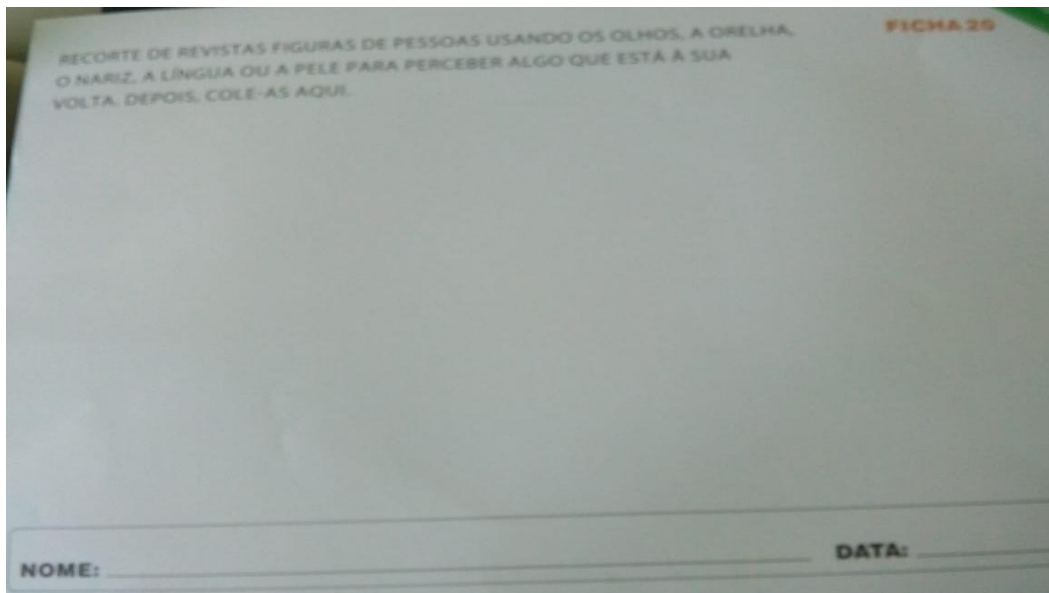 FICHA 20
RECORTE DE REVISTAS FIGURAS DE PESSOAS USANDO OS OLHOS, A ORELHA,
O NARIZ, A LÍNGUA OU A PELE PARA PERCEBER ALGO QUE ESTÁ À SUA
VOLTA. DEPOIS, COLE-AS AQUI.
NOME:
DATA: